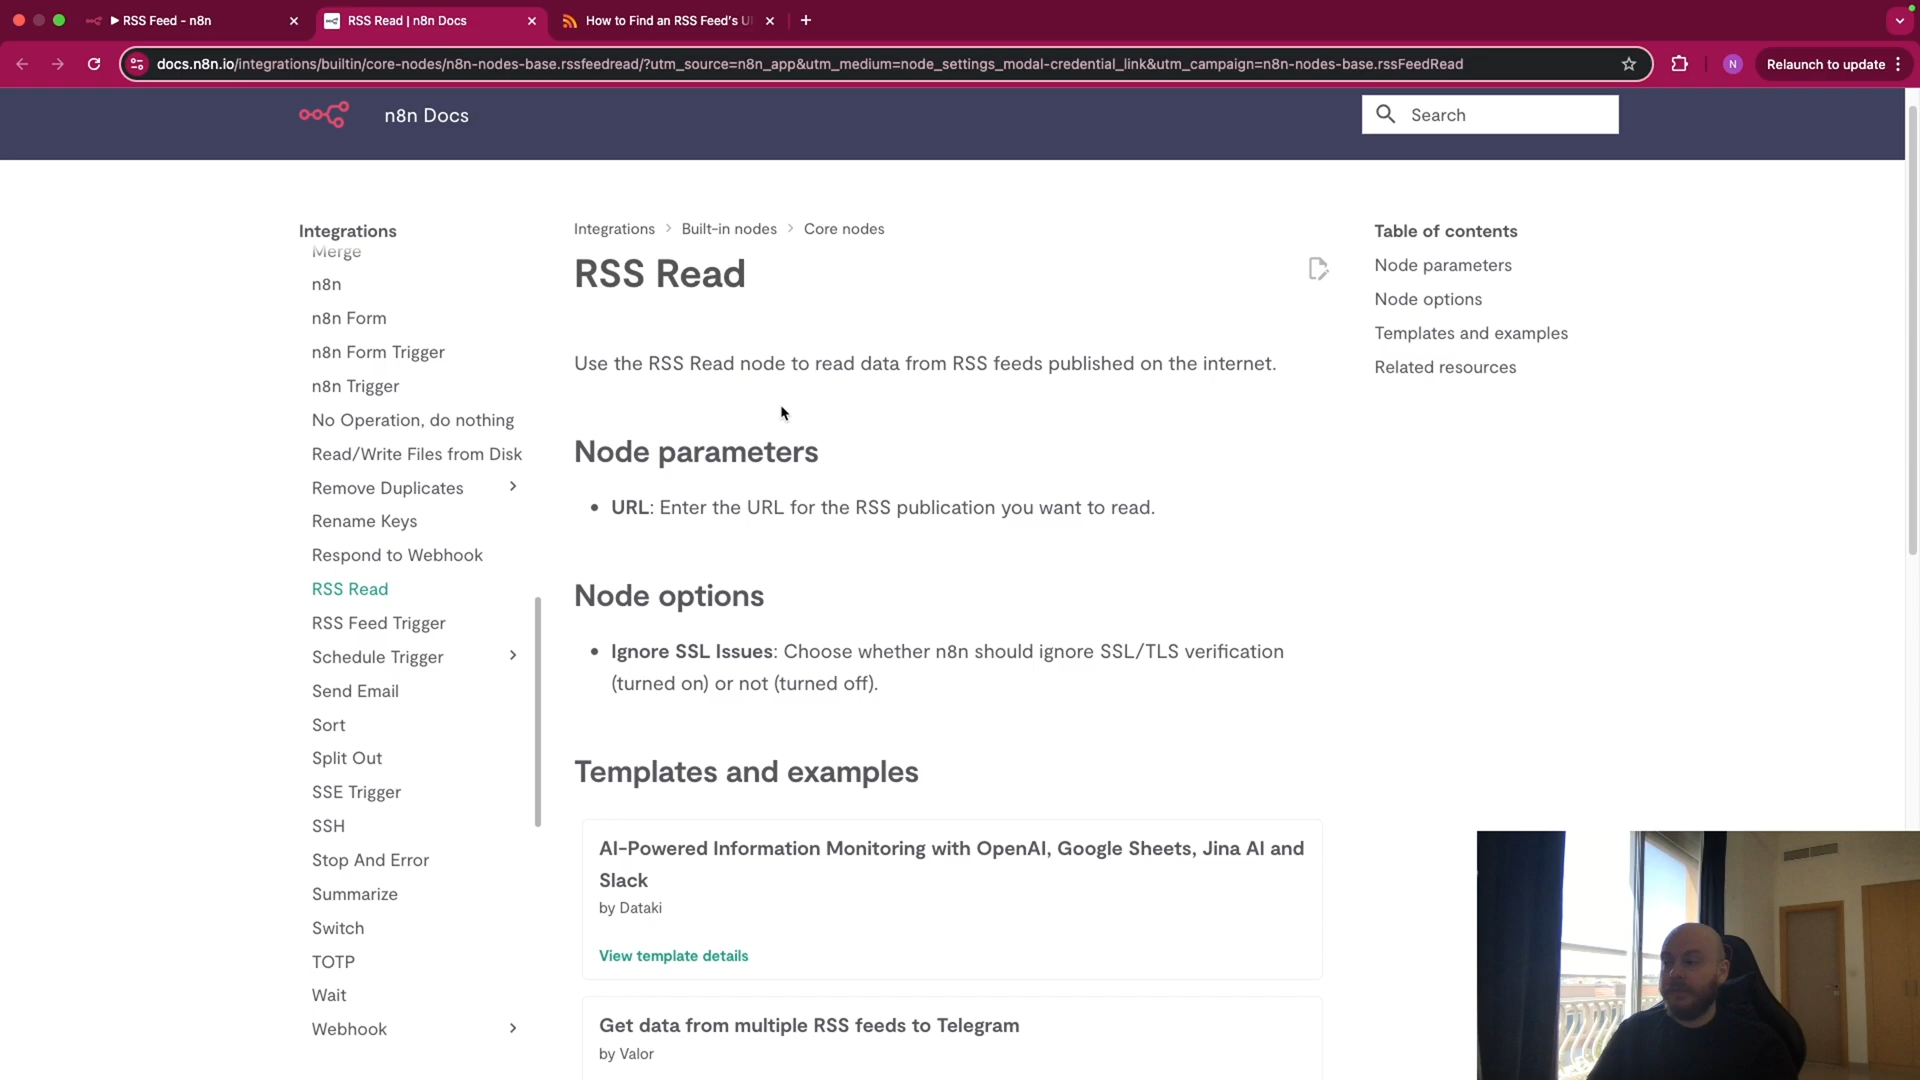 RSS Feed - n8n
RSS Read | n8n Docs
How to Find an RSS Feed's U
docs.n8n.io/integrations/builtin/core-nodes/n8n-nodes-base.rssfeedread/?utm_source=n8n_app&utm_medium=node_settings_modal-credential_link&utm_campaign=n8n-nodes-base.rssFeedRead
N
Relaunch to update
n8n Docs
Search
Integrations
Merge
n8n
n8n Form
n8n Form Trigger
n8n Trigger
No Operation, do nothing
Read/Write Files from Disk
Remove Duplicates
Rename Keys
Respond to Webhook
RSS Read
RSS Feed Trigger
Schedule Trigger
Send Email
Sort
Split Out
SSE Trigger
SSH
Stop And Error
Summarize
Switch
TOTP
Wait
Webhook
Integrations > Built-in nodes > Core nodes
RSS Read
Use the RSS Read node to read data from RSS feeds published on the internet.
Node parameters
• URL: Enter the URL for the RSS publication you want to read.
Node options
• Ignore SSL Issues: Choose whether n8n should ignore SSL/TLS verification
(turned on) or not (turned off).
Templates and examples
AI-Powered Information Monitoring with OpenAI, Google Sheets, Jina AI and
Slack
by Dataki
View template details
Get data from multiple RSS feeds to Telegram
by Valor
Table of contents
Node parameters
Node options
Templates and examples
Related resources